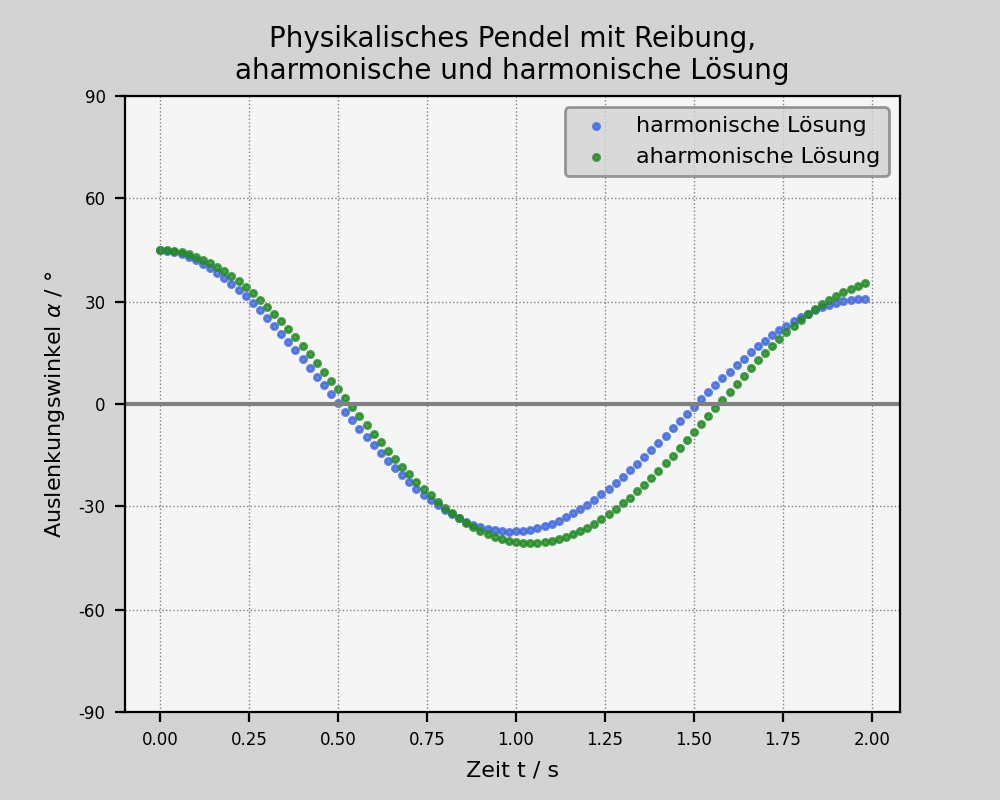 Physikalisches Pendel mit Reibung,
aharmonische und harmonische Lösung
harmonische Lösung
aharmonische Lösung
Auslenkungswinkel α / °
90
60
30
0
-30
-60
-90
0.00 0.25 0.50 0.75 1.00 1.25 1.50 1.75 2.00
Zeit t / s